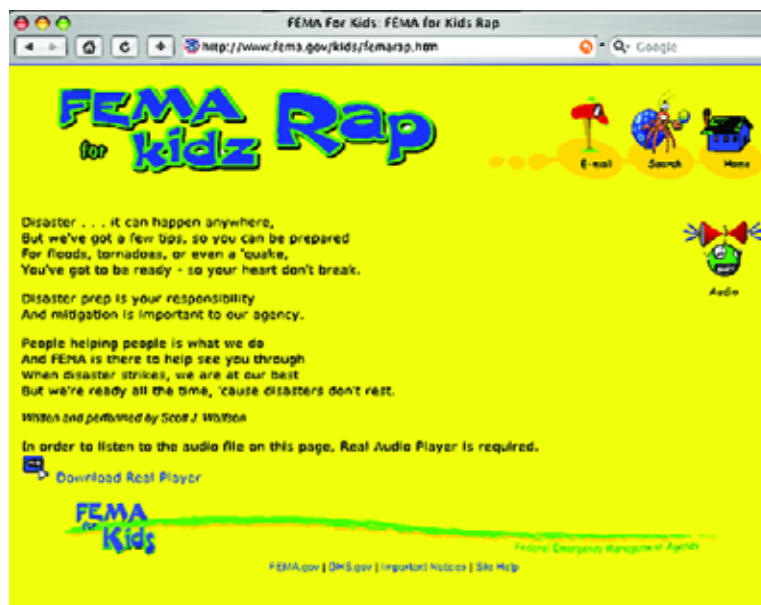 FEMA For Kids: FEMA for Kids Rap
http://www.fema.gov/kids/femarap.htm
Google
FEMA
for kidz Rap
E-mail Search Home
Audio
Disaster . . . it can happen anywhere,
But we've got a few tips, so you can be prepared
For floods, tornadoes, or even a 'quake,
You've got to be ready - so your heart don't break.
Disaster prep is your responsibility
And mitigation is important to our agency.
People helping people is what we do
And FEMA is there to help see you through
When disaster strikes, we are at our best
But we're ready all the time, 'cause disasters don't rest.
Written and performed by Scott J. Wolfson
In order to listen to the audio file on this page, Real Audio Player is required.
Download Real Player
FEMA
for
Kids
Federal Emergency Management Agency
FEMA.gov | DHS.gov | Important Notices | Site Help